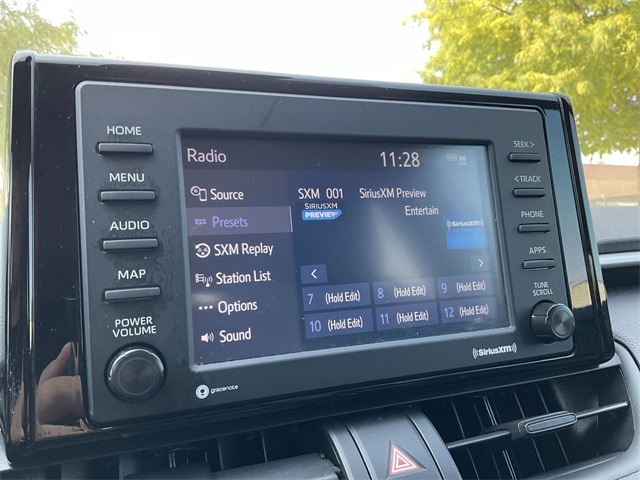 HOME
MENU
AUDIO
MAP
POWER
VOLUME
Radio
11:28
Source
Presets
SXM Replay
Station List
Options
Sound
SXM 001
SiriusXM Preview
SIRIUSXM
PREVIEW
Entertain
SiriusXM
7 (Hold Edit)
8 (Hold Edit)
9 (Hold Edit)
10 (Hold Edit)
11 (Hold Edit)
12 (Hold Edit)
SEEK >
< TRACK
PHONE
APPS
TUNE
SCROLL
gracenote
SiriusXM